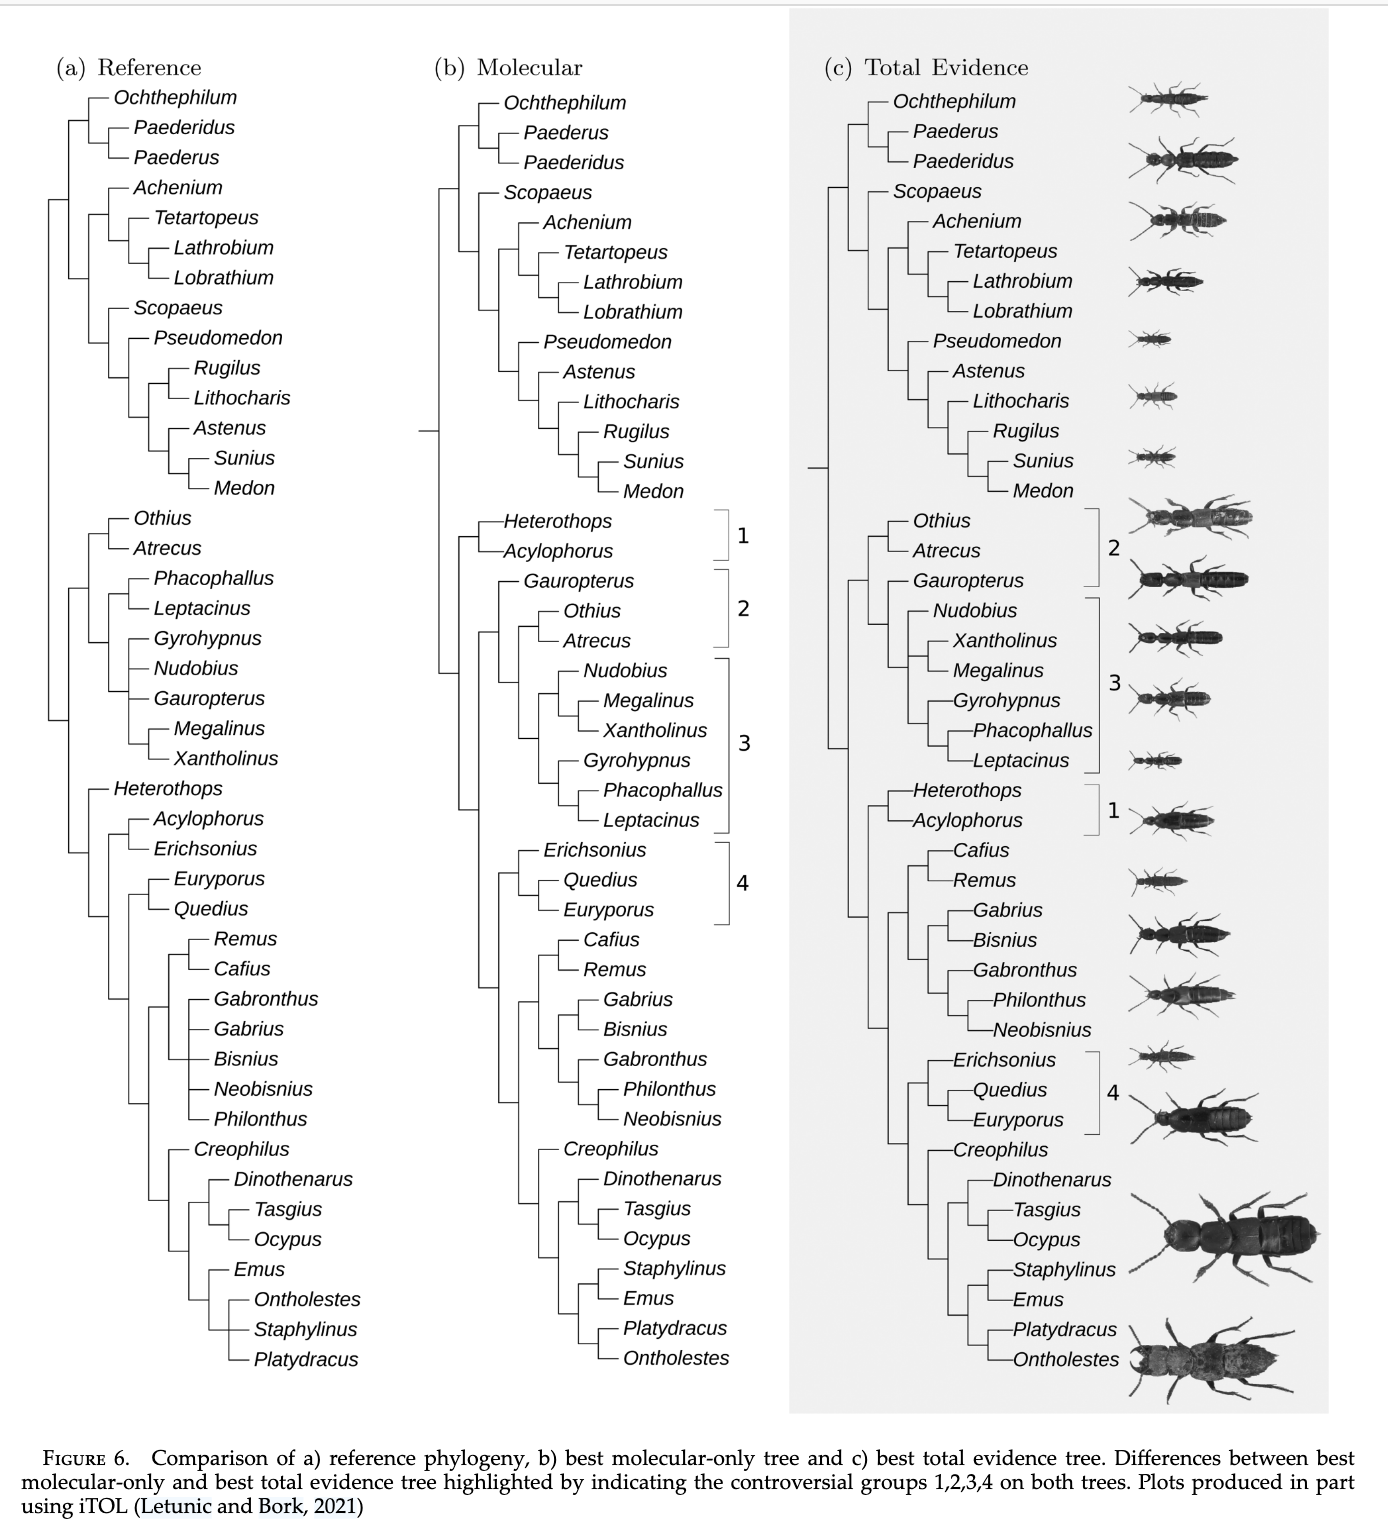 (a) Reference
Ochthephilum
Paederidus
Paederus
Achenium
Tetartopeus
Lathrobium
Lobrathium
Scopaeus
Pseudomedon
Rugilus
Lithocharis
Astenus
Sunius
Medon
Othius
Atrecus
Phacophallus
Leptacinus
Gyrohypnus
Nudobius
Gauropterus
Megalinus
Xantholinus
Heterothops
Acylophorus
Erichsonius
Euryporus
Quedius
Remus
Cafius
Gabronthus
Gabrius
Bisnius
Neobisnius
Philonthus
Creophilus
Dinothenarus
Tasgius
Ocypus
Emus
Ontholestes
Staphylinus
Platydracus
(b) Molecular
Ochthephilum
Paederus
Paederidus
Scopaeus
Achenium
Tetartopeus
Lathrobium
Lobrathium
Pseudomedon
Astenus
Lithocharis
Rugilus
Sunius
Medon
Heterothops
1
Acylophorus
Gauropterus
Othius
2
Atrecus
Nudobius
Megalinus
Xantholinus
3
Gyrohypnus
Phacophallus
Leptacinus
Erichsonius
Quedius
4
Euryporus
Cafius
Remus
Gabrius
Bisnius
Gabronthus
Philonthus
Neobisnius
Creophilus
Dinothenarus
Tasgius
Ocypus
Staphylinus
Emus
Platydracus
Ontholestes
(c) Total Evidence
Ochthephilum
Paederus
Paederidus
Scopaeus
Achenium
Tetartopeus
Lathrobium
Lobrathium
Pseudomedon
Astenus
Lithocharis
Rugilus
Sunius
Medon
Othius
2
Atrecus
Gauropterus
Nudobius
Xantholinus
Megalinus
3
Gyrohypnus
Phacophallus
Leptacinus
Heterothops
1
Acylophorus
Cafius
Remus
Gabrius
Bisnius
Gabronthus
Philonthus
Neobisnius
Erichsonius
Quedius
4
Euryporus
Creophilus
Dinothenarus
Tasgius
Ocypus
Staphylinus
Emus
Platydracus
Ontholestes
FIGURE 6. Comparison of a) reference phylogeny, b) best molecular-only tree and c) best total evidence tree. Differences between best
molecular-only and best total evidence tree highlighted by indicating the controversial groups 1,2,3,4 on both trees. Plots produced in part
using iTOL (Letunic and Bork, 2021)